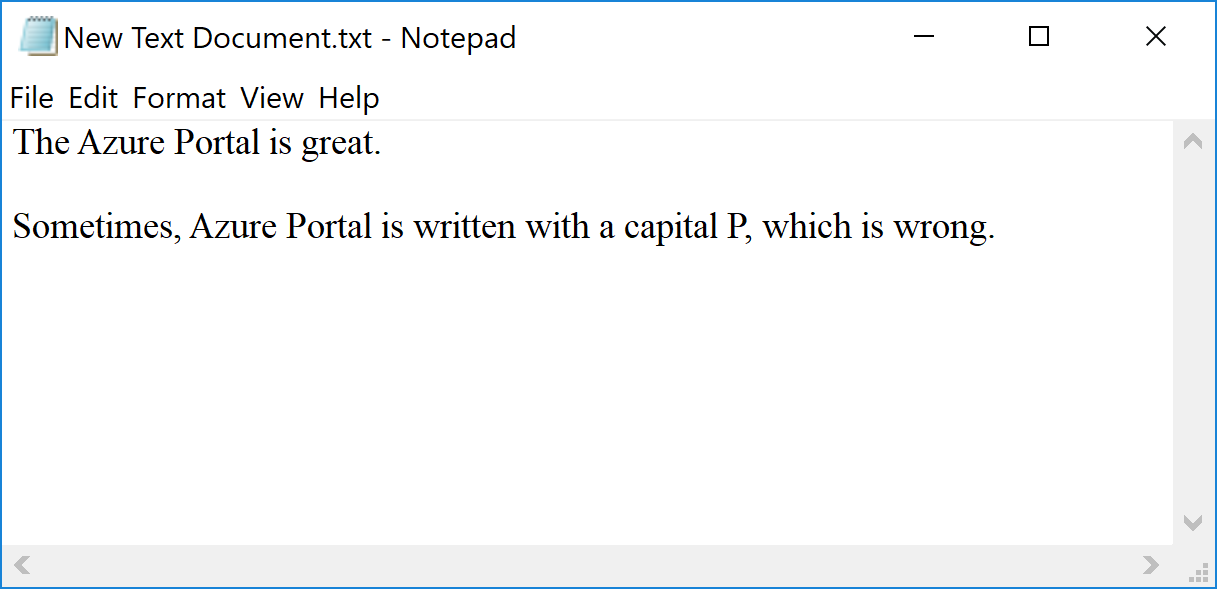 New Text Document.txt - Notepad
File Edit Format View Help
The Azure Portal is great.
Sometimes, Azure Portal is written with a capital P, which is wrong.